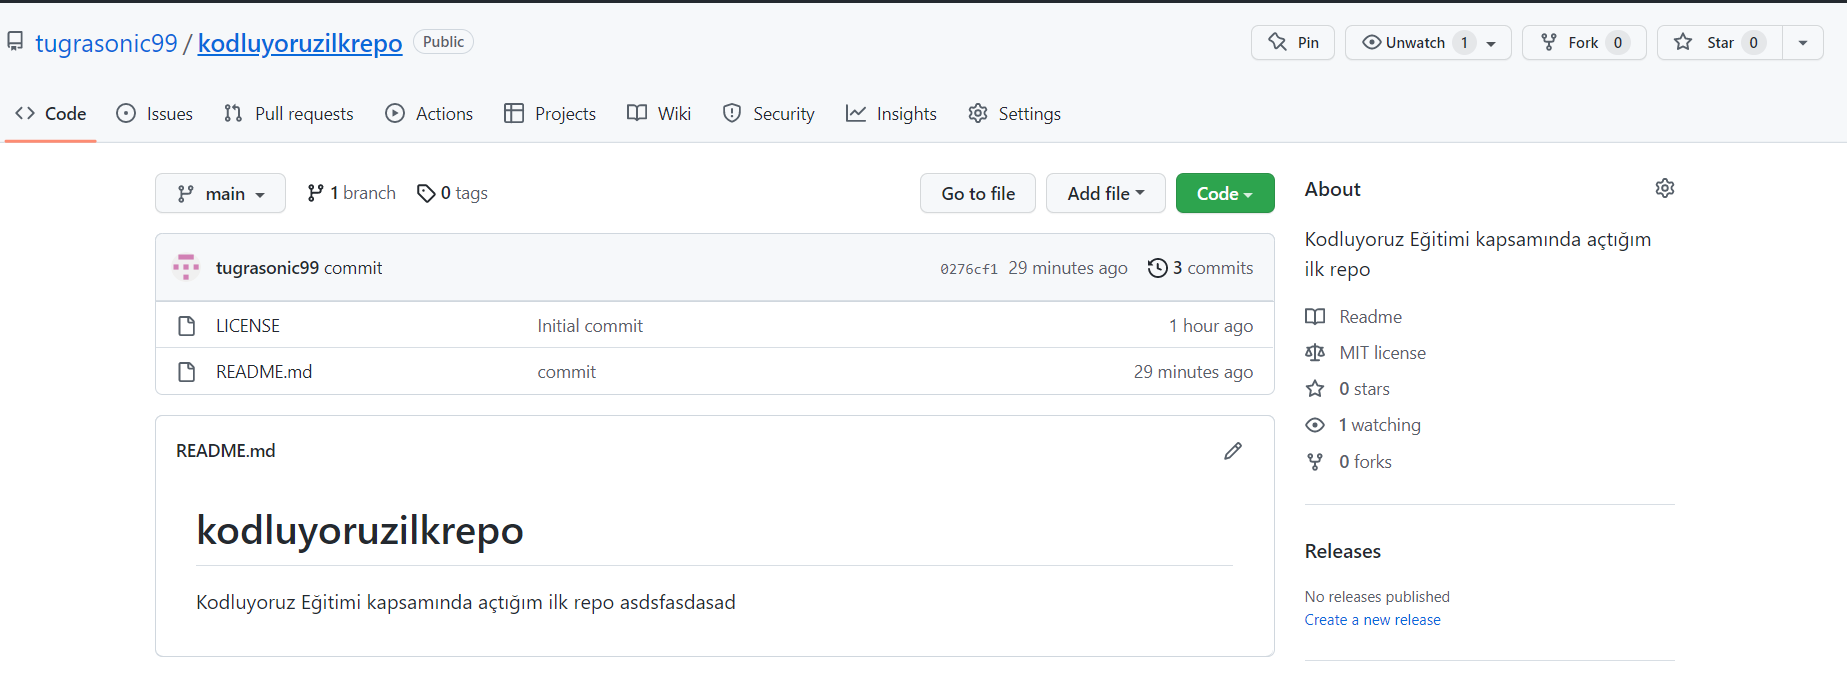 tugrasonic99 / kodluyoruzilkrepo Public
Pin Unwatch 1 Fork 0 Star 0
Code Issues Pull requests Actions Projects Wiki Security Insights Settings
main 1 branch 0 tags Go to file Add file Code
tugrasonic99 commit 0276cf1 29 minutes ago 3 commits
LICENSE Initial commit 1 hour ago
README.md commit 29 minutes ago
README.md
kodluyoruzilkrepo
Kodluyoruz Eğitimi kapsamında açtığım ilk repo asdsfasdasad
About
Kodluyoruz Eğitimi kapsamında açtığım
ilk repo
Readme
MIT license
0 stars
1 watching
0 forks
Releases
No releases published
Create a new release